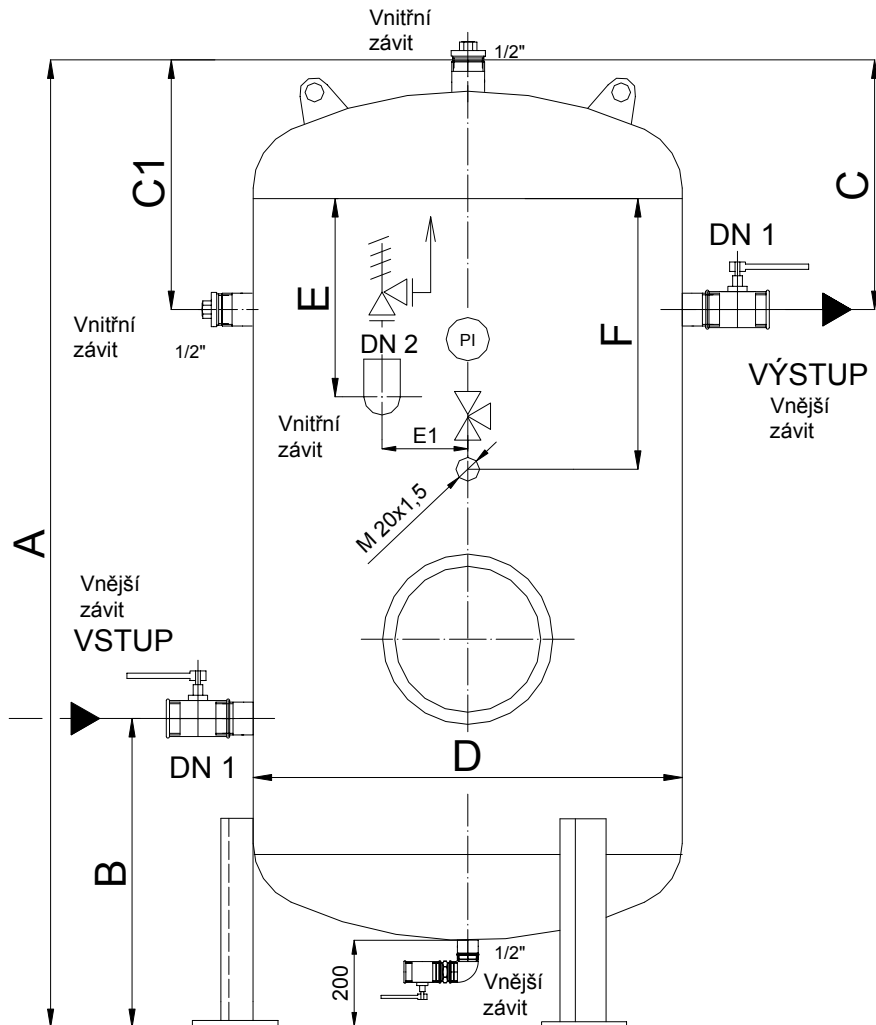 Vnitřní
závit
1/2"
C1
C
DN 1
E
F
Vnitřní
závit
1/2"
DN 2
PI
VÝSTUP
Vnější
závit
Vnitřní
závit
E1
M 20x1,5
A
Vnější
závit
VSTUP
DN 1
D
B
200
1/2"
Vnější
závit